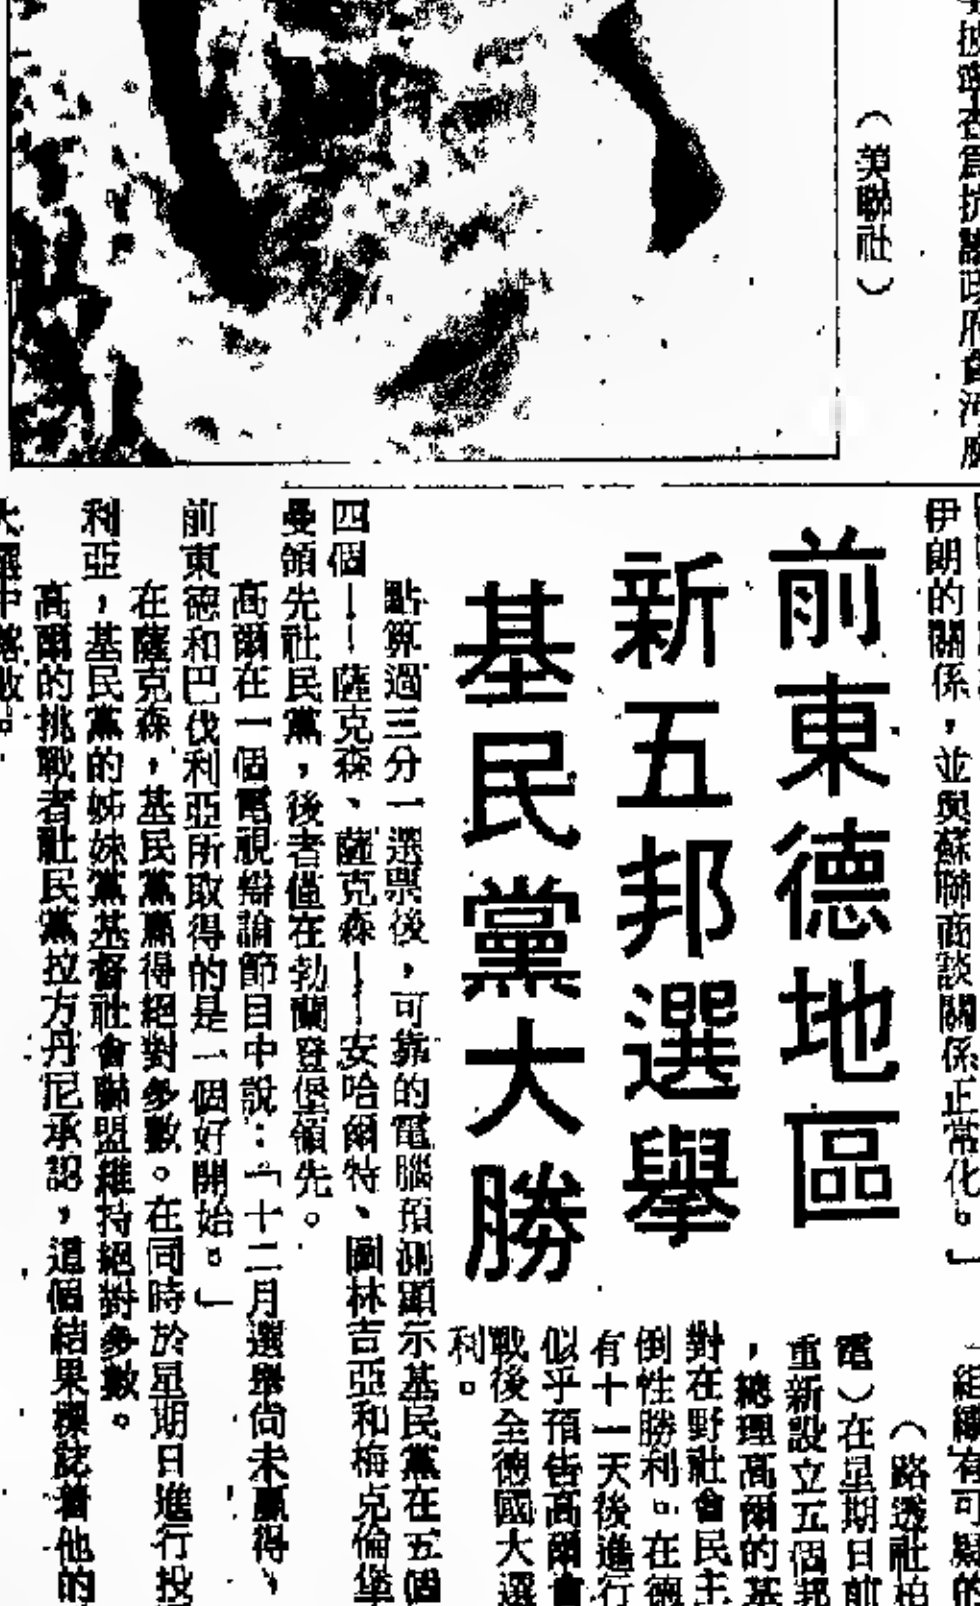 （美聯社）
伊朗的關係，並與蘇聯商談關係正常化。」
前東德地區
新五邦選舉
基民黨大勝
（路透社柏
電）在星期日前
重新設立五個邦
，總理高爾的基
對在野社會民主
倒性勝利。在德
有十一天後進行
似乎預告高爾會
戰後全德國大選
利。
點算過三分一選票後，可靠的電腦預測顯示基民黨在五個
四個——薩克森、薩克森——安哈爾特、圖林吉亞和梅克倫堡
曼領先社民黨，後者僅在勃蘭登堡領先。
高爾在一個電視辯論節目中說：「十二月選舉尚未贏得、
前東德和巴伐利亞所取得的是一個好開始。」
在薩克森，基民黨贏得絕對多數。在同時於星期日進行投
利亞，基民黨的姊妹黨基督社會聯盟維持絕對多數。
高爾的挑戰者社民黨拉方丹尼承認，這個結果標誌着他的